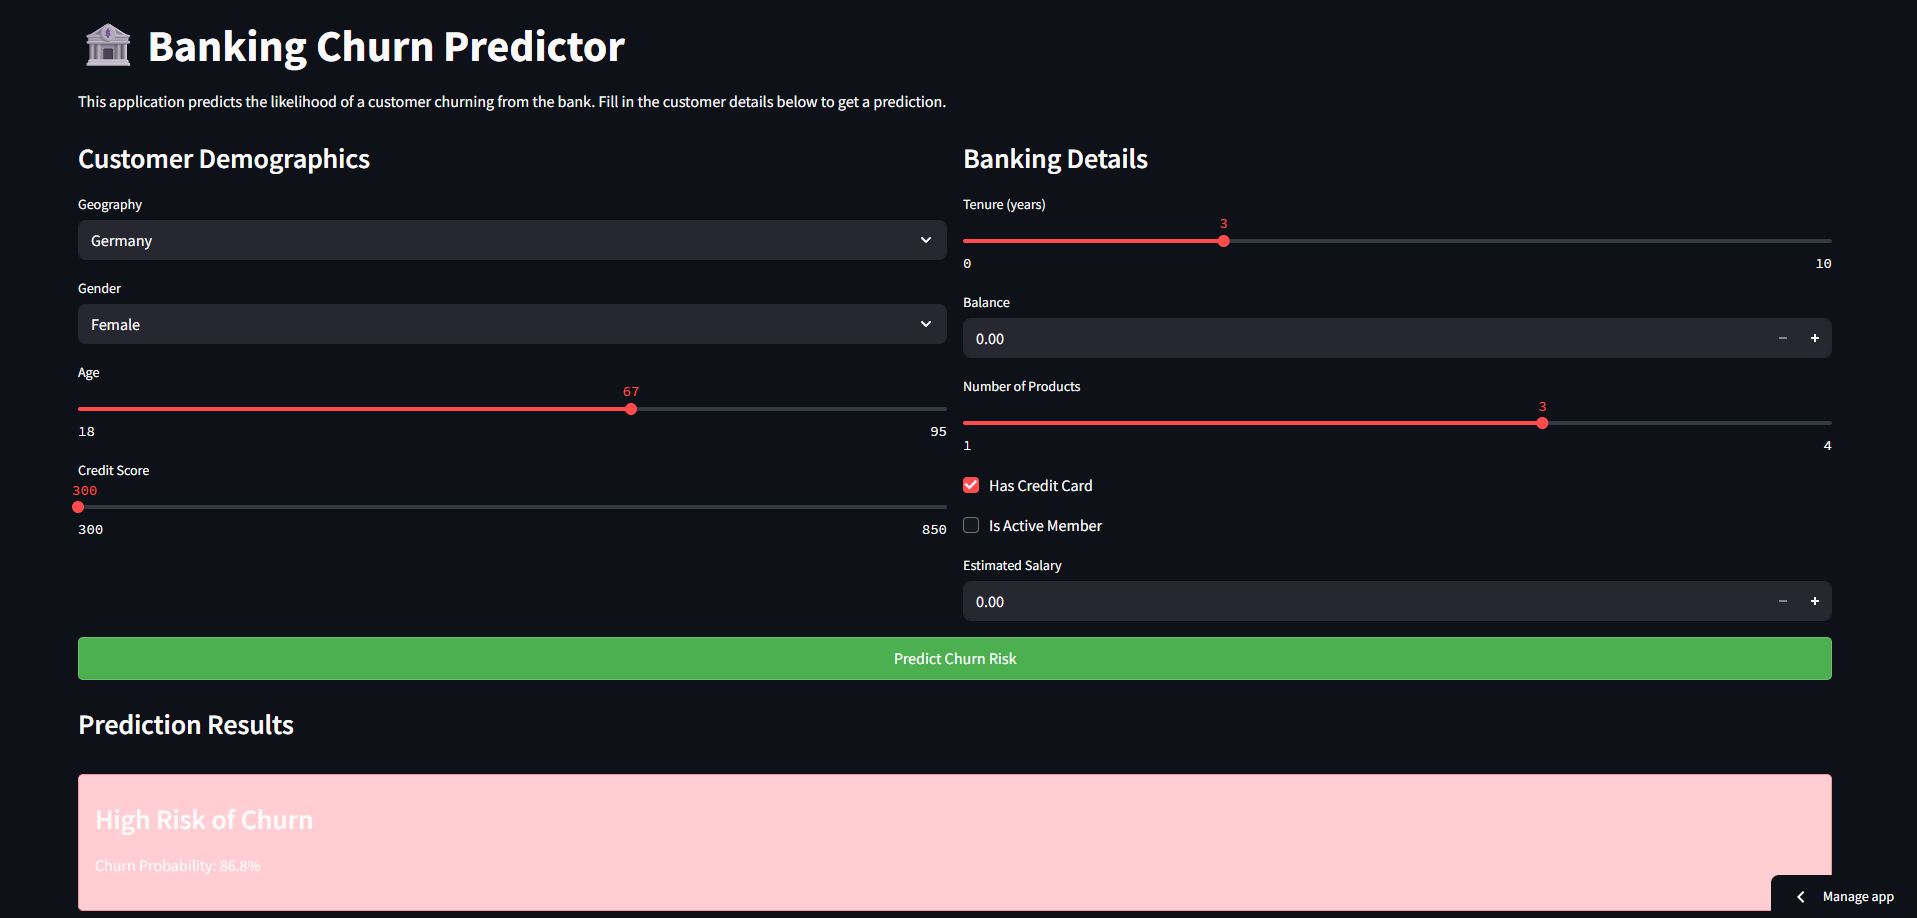 Banking Churn Predictor
This application predicts the likelihood of a customer churning from the bank. Fill in the customer details below to get a prediction.
Customer Demographics
Geography
Germany
Gender
Female
Age
67
18 95
Credit Score
300
300 850
Banking Details
Tenure (years)
3
0 10
Balance
0.00
Number of Products
3
1 4
Has Credit Card
Is Active Member
Estimated Salary
0.00
Predict Churn Risk
Prediction Results
High Risk of Churn
Churn Probability: 86.8%
Manage app